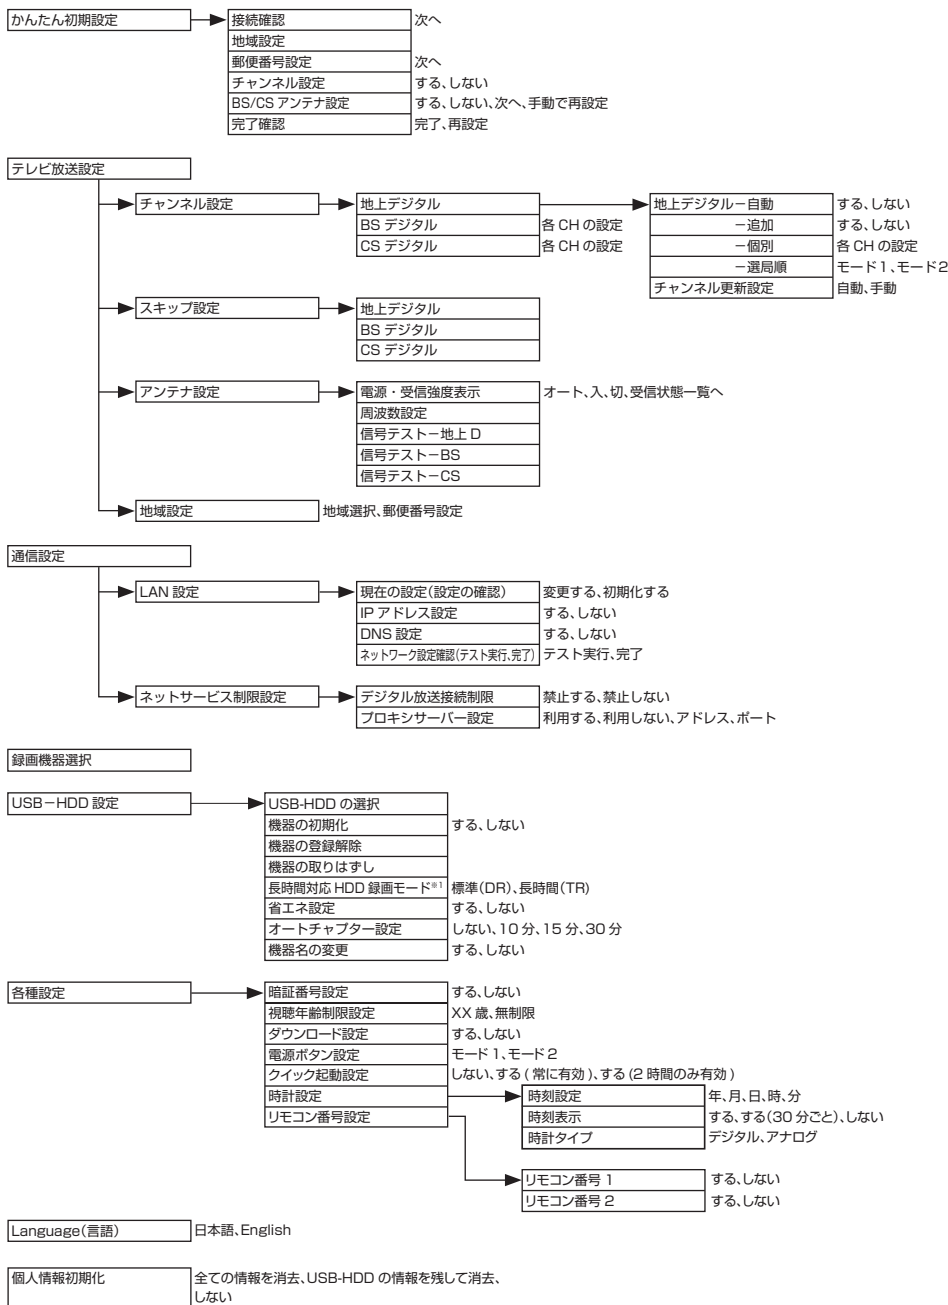 かんたん初期設定
接続確認 次へ
地域設定
郵便番号設定 次へ
チャンネル設定 する、しない
BS/CS アンテナ設定 する、しない、次へ、手動で再設定
完了確認 完了、再設定
テレビ放送設定
チャンネル設定
地上デジタル
BS デジタル 各 CH の設定
CS デジタル 各 CH の設定
地上デジタル－自動 する、しない
－追加 する、しない
－個別 各 CH の設定
－選局順 モード1、モード2
チャンネル更新設定 自動、手動
スキップ設定
地上デジタル
BS デジタル
CS デジタル
アンテナ設定
電源・受信強度表示 オート、入、切、受信状態一覧へ
周波数設定
信号テスト－地上 D
信号テスト－BS
信号テスト－CS
地域設定 地域選択、郵便番号設定
通信設定
LAN 設定
現在の設定(設定の確認) 変更する、初期化する
IP アドレス設定 する、しない
DNS 設定 する、しない
ネットワーク設定確認(テスト実行、完了) テスト実行、完了
ネットサービス制限設定
デジタル放送接続制限 禁止する、禁止しない
プロキシサーバー設定 利用する、利用しない、アドレス、ポート
録画機器選択
USB－HDD 設定
USB-HDD の選択
機器の初期化 する、しない
機器の登録解除
機器の取りはずし
長時間対応 HDD 録画モード※1 標準(DR)、長時間(TR)
省エネ設定 する、しない
オートチャプター設定 しない、10 分、15 分、30 分
機器名の変更 する、しない
各種設定
暗証番号設定 する、しない
視聴年齢制限設定 XX 歳、無制限
ダウンロード設定 する、しない
電源ボタン設定 モード 1、モード 2
クイック起動設定 しない、する ( 常に有効 )、する (2 時間のみ有効 )
時計設定
リモコン番号設定
時刻設定 年、月、日、時、分
時刻表示 する、する(30 分ごと)、しない
時計タイプ デジタル、アナログ
リモコン番号 1 する、しない
リモコン番号 2 する、しない
Language(言語) 日本語、English
個人情報初期化 全ての情報を消去、USB-HDD の情報を残して消去、
しない